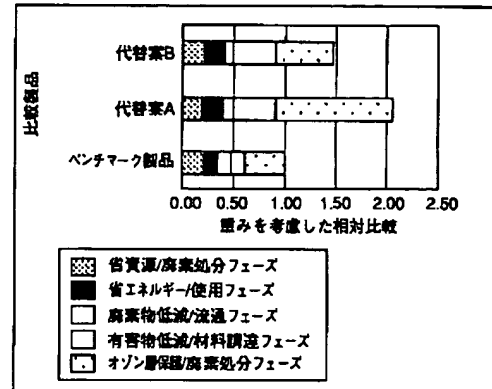 比較製品
代替案B
代替案A
ベンチマーク製品
0.00 0.50 1.00 1.50 2.00 2.50
重みを考慮した相対比較
省資源/廃棄処分フェーズ
省エネルギー/使用フェーズ
廃棄物低減/流通フェーズ
有害物低減/材料調達フェーズ
オゾン層保護/廃棄処分フェーズ